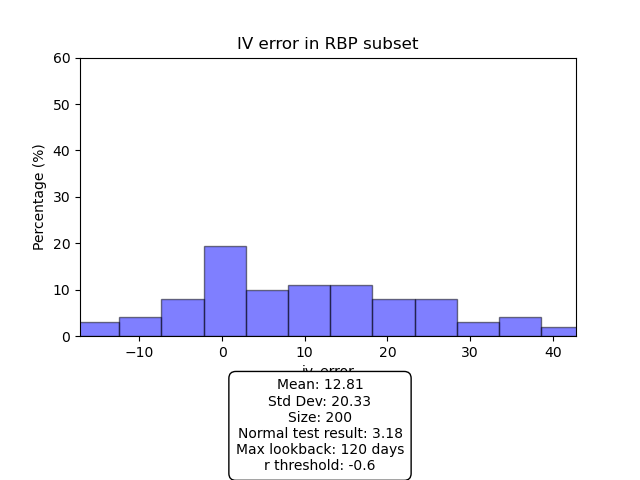 IV error in RBP subset
Percentage (%)
60
50
40
30
20
10
0
−10 0 10 20 30 40
iv_error
Mean: 12.81
Std Dev: 20.33
Size: 200
Normal test result: 3.18
Max lookback: 120 days
r threshold: -0.6